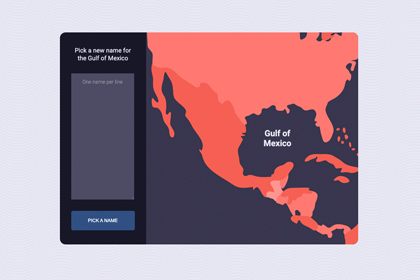 Pick a new name for
the Gulf of Mexico
One name per line
PICK A NAME
Gulf of
Mexico